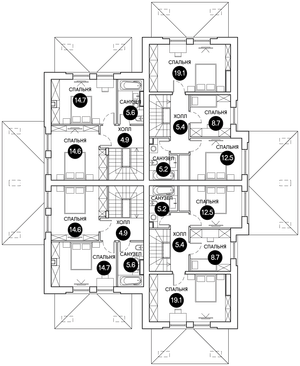 СПАЛЬНЯ
19.1
СПАЛЬНЯ
14.7
САНУЗЕЛ
5.6
СПАЛЬНЯ
8.7
ХОЛЛ
5.4
ХОЛЛ
4.9
СПАЛЬНЯ
14.6
СПАЛЬНЯ
12.5
САНУЗЕЛ
5.2
САНУЗЕЛ
5.2
СПАЛЬНЯ
12.5
СПАЛЬНЯ
14.6
ХОЛЛ
4.9
ХОЛЛ
5.4
СПАЛЬНЯ
8.7
САНУЗЕЛ
5.6
СПАЛЬНЯ
14.7
СПАЛЬНЯ
19.1